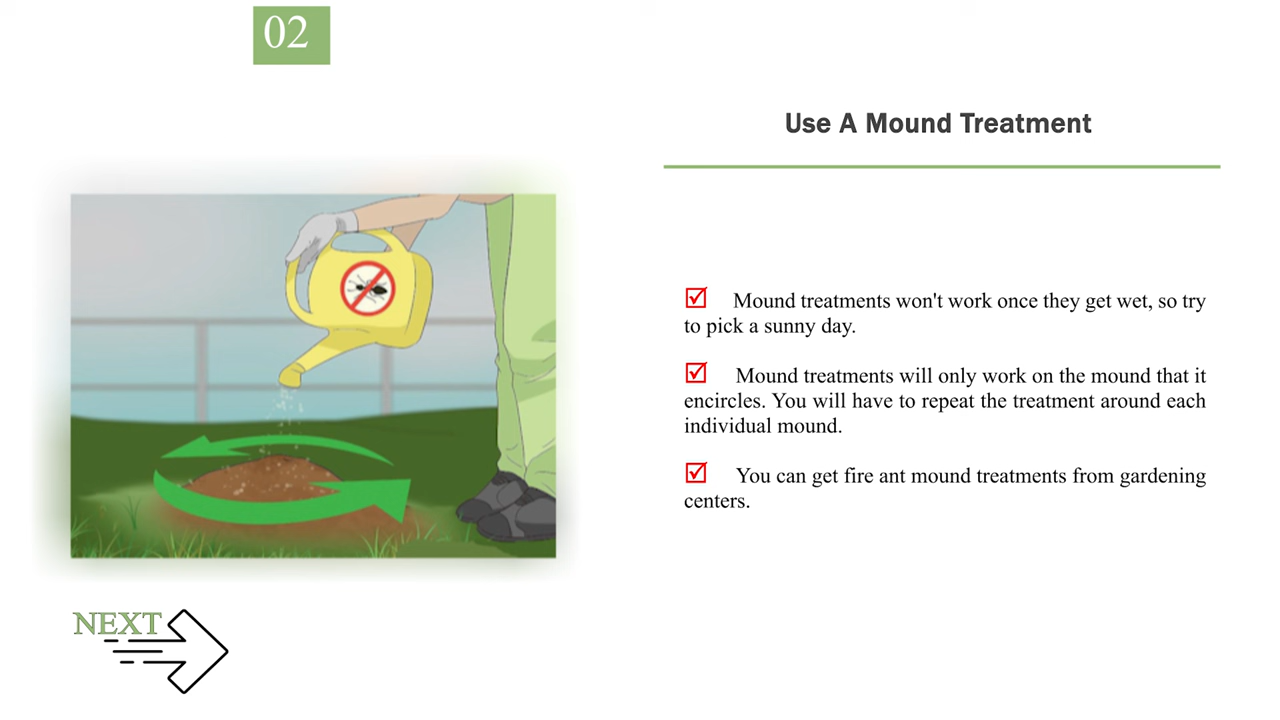 02
Use A Mound Treatment
Mound treatments won't work once they get wet, so try
to pick a sunny day.
Mound treatments will only work on the mound that it
encircles. You will have to repeat the treatment around each
individual mound.
You can get fire ant mound treatments from gardening
centers.
NEXT